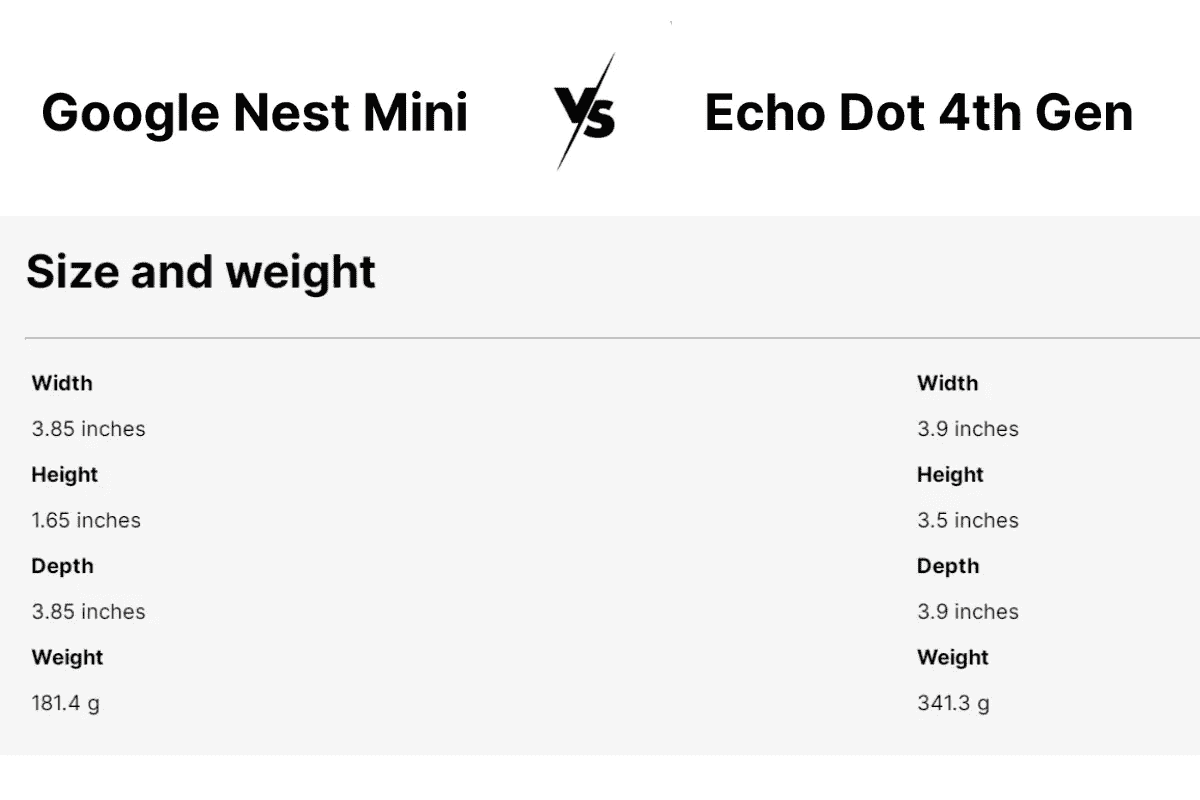 Google Nest Mini VS Echo Dot 4th Gen
Size and weight
Width
3.85 inches
Height
1.65 inches
Depth
3.85 inches
Weight
181.4 g
Width
3.9 inches
Height
3.5 inches
Depth
3.9 inches
Weight
341.3 g